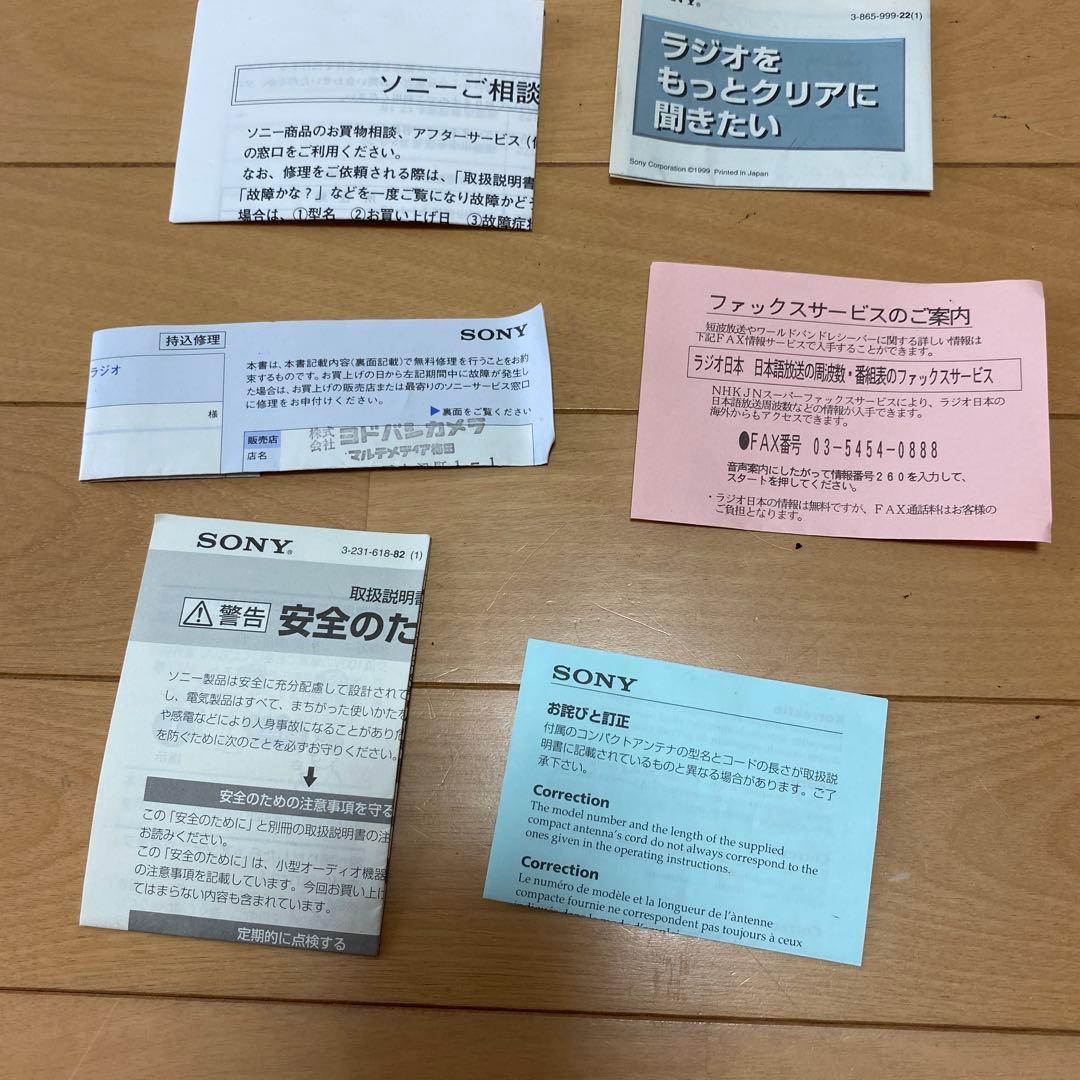 ソニーご相談
ソニー商品のお買物相談、アフターサービス
の窓口をご利用ください。
なお、修理をご依頼される際は、「取扱説明書
「故障かな？」などを一度ご覧になり故障かど
場合は、①型名 ②お買い上げ日 ③故障症
SONY®
3-865-999-22(1)
ラジオを
もっとクリアに
聞きたい
Sony Corporation ©1999 Printed in Japan
持込修理
SONY
ラジオ
様
本書は、本書記載内容(裏面記載)で無料修理を行うことをお約
束するものです。お買上げの日から左記期間中に故障が発生し
た場合は、お買上げの販売店または最寄りのソニーサービス窓口
に修理をお申付けください。
▶裏面をご覧ください
販売店
店名
株式会社 ヨドバシカメラ
マルチメディア梅田
ファックスサービスのご案内
短波放送やワールドバンドレシーバーに関する詳しい情報は
下記FAX情報サービスで入手することができます。
ラジオ日本 日本語放送の周波数・番組表のファックスサービス
NHKJNスーパーファックスサービスにより、ラジオ日本の
日本語放送周波数などの情報が入手できます。
海外からもアクセスできます。
●FAX番号 03-5454-0888
音声案内にしたがって情報番号260を入力して、
スタートを押してください。
・ラジオ日本の情報は無料ですが、FAX通話料はお客様の
ご負担となります。
SONY®
3-231-618-82 (1)
取扱説明書
⚠警告 安全のた
ソニー製品は安全に充分配慮して設計されて
し、電気製品はすべて、まちがった使いかたを
や感電などにより人身事故になることがあり危
を防ぐために次のことを必ずお守りください。
↓
安全のための注意事項を守る
この「安全のために」と別冊の取扱説明書の注
お読みください。
この「安全のために」は、小型オーディオ機器
の注意事項を記載しています。今回お買い上げ
てはまらない内容も含まれています。
定期的に点検する
SONY
お詫びと訂正
付属のコンパクトアンテナの型名とコードの長さが取扱説
明書に記載されているものと異なる場合があります。ご了
承下さい。
Correction
The model number and the length of the supplied
compact antenna's cord do not always correspond to the
ones given in the operating instructions.
Correction
Le numéro de modèle et la longueur de l'àntenne
compacte fournie ne correspondent pas toujours à ceux